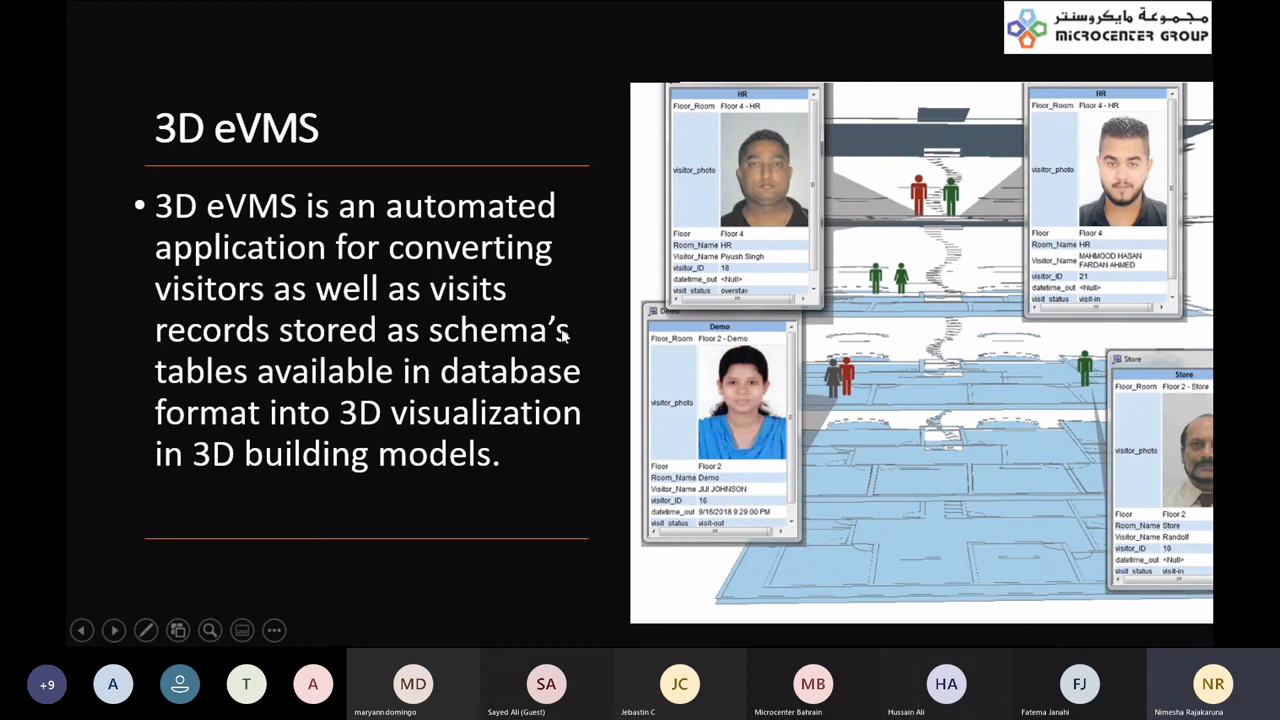 مجموعة مايكروسنتر
MICROCENTER GROUP
3D eVMS
• 3D eVMS is an automated
application for converting
visitors as well as visits
records stored as schema's
tables available in database
format into 3D visualization
in 3D building models.
HR
Floor_Room Floor 4 - HR
visitor_photo
Floor Floor 4
Room_Name HR
Visitor_Name Piyush Singh
visitor_ID 18
datetime_out <Null>
visit_status overstay
HR
Floor_Room Floor 4 - HR
visitor_photo
Floor Floor 4
Room_Name HR
Visitor_Name MAHMOOD HASAN
FARDAN AHMED
visitor_ID 21
datetime_out <Null>
visit_status visit-in
Demo
Demo
Floor_Room Floor 2 - Demo
visitor_photo
Floor Floor 2
Room_Name Demo
Visitor_Name JIJI JOHNSON
visitor_ID 16
datetime_out 9/16/2018 9:29:00 PM
visit_status visit-out
Store
Store
Floor_Room Floor 2 - Store
visitor_photo
Floor Floor 2
Room_Name Store
Visitor_Name Randolf
visitor_ID 10
datetime_out <Null>
visit_status visit-in
+9 A T A MD SA JC MB HA FJ NR
maryann domingo Sayed Ali (Guest) Jebastin C Microcenter Bahrain Hussain Ali Fatema Janahi Nimesha Rajakaruna